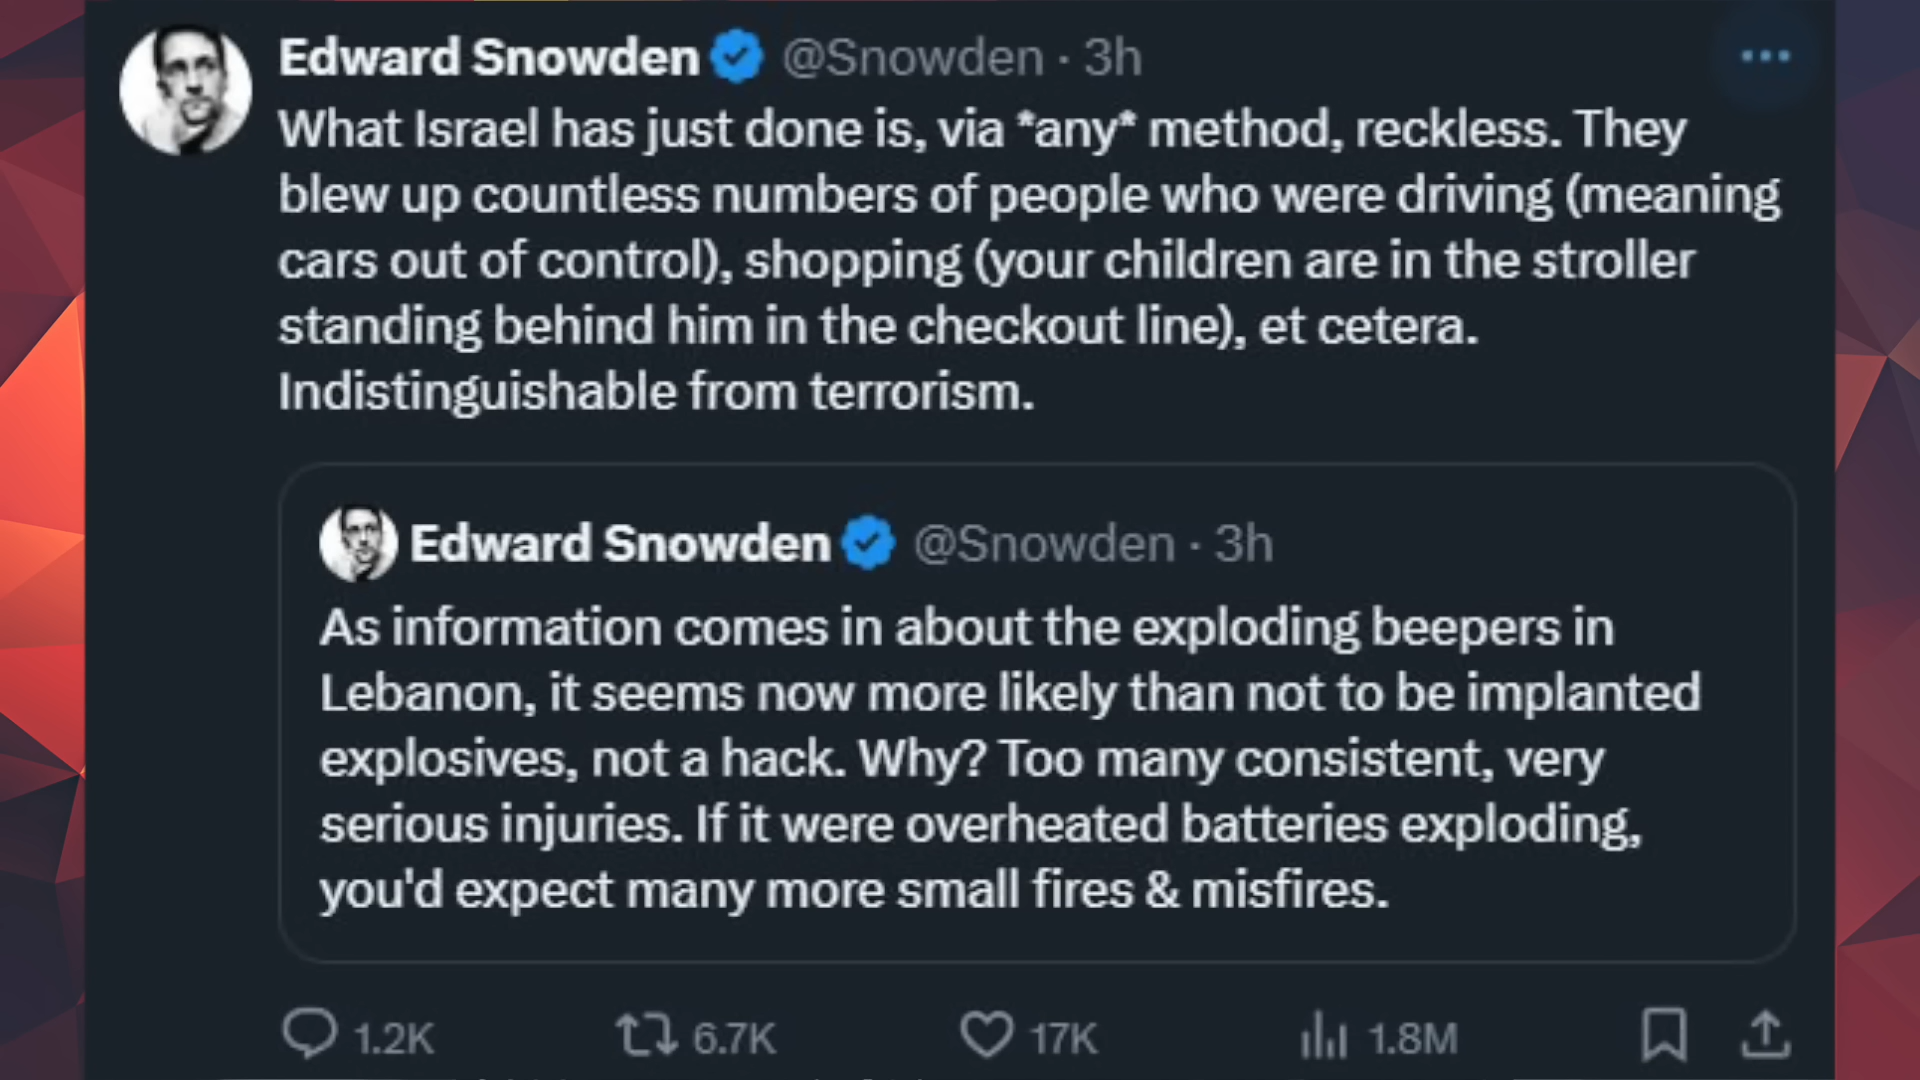 Edward Snowden @Snowden · 3h
What Israel has just done is, via *any* method, reckless. They
blew up countless numbers of people who were driving (meaning
cars out of control), shopping (your children are in the stroller
standing behind him in the checkout line), et cetera.
Indistinguishable from terrorism.
Edward Snowden @Snowden · 3h
As information comes in about the exploding beepers in
Lebanon, it seems now more likely than not to be implanted
explosives, not a hack. Why? Too many consistent, very
serious injuries. If it were overheated batteries exploding,
you'd expect many more small fires & misfires.
1.2K 6.7K 17K 1.8M